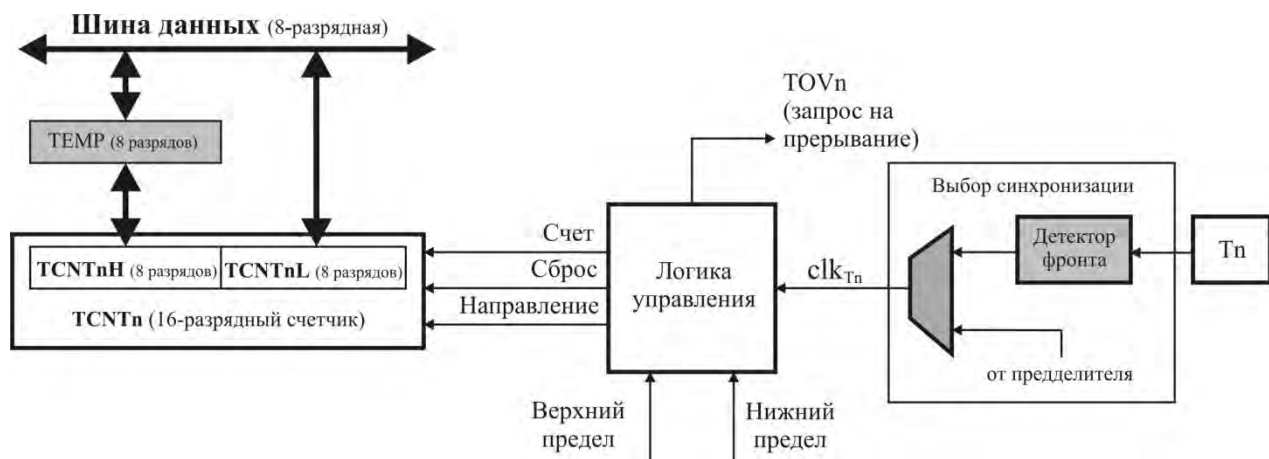 Шина данных (8-разрядная)
TEMP (8 разрядов)
TCNTnH (8 разрядов) TCNTnL (8 разрядов)
TCNTn (16-разрядный счетчик)
Счет
Сброс
Направление
Логика
управления
TOVn
(запрос на
прерывание)
Верхний
предел
Нижний
предел
clkTn
Выбор синхронизации
Детектор
фронта
от предделителя
Tn